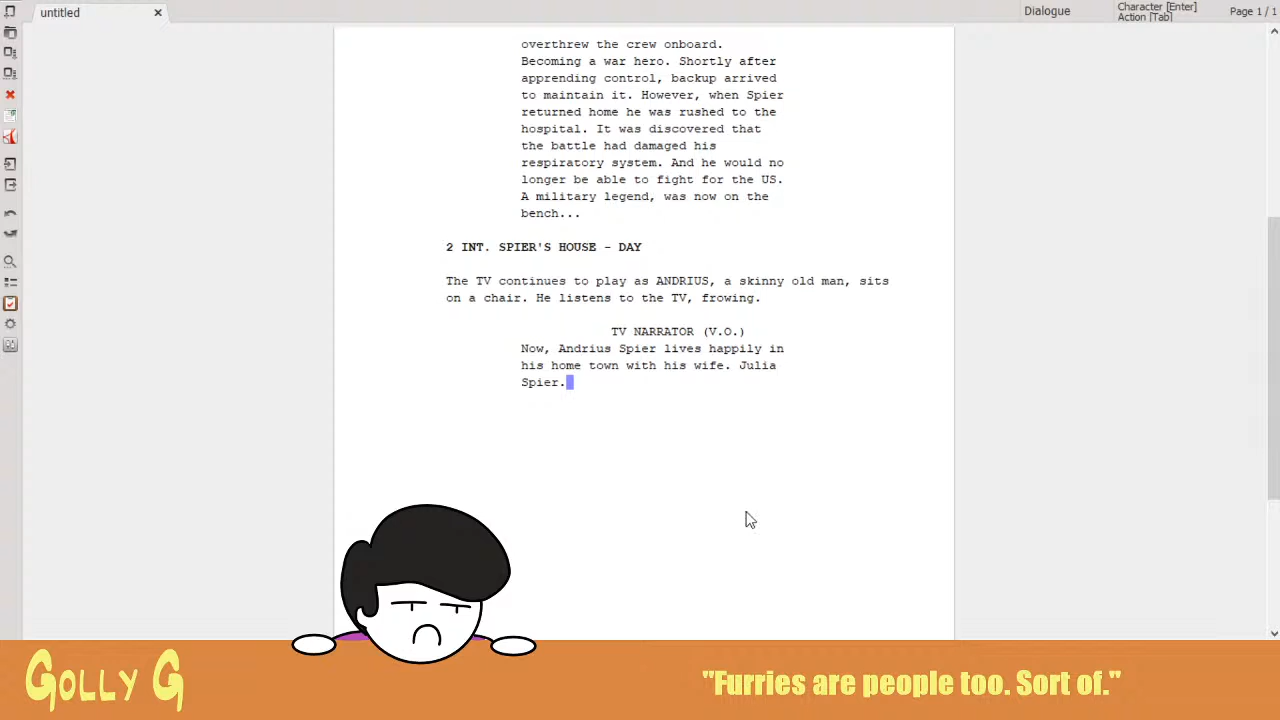 untitled
Dialogue
Character [Enter]
Action [Tab]
Page 1 / 1
overthrew the crew onboard.
Becoming a war hero. Shortly after
apprending control, backup arrived
to maintain it. However, when Spier
returned home he was rushed to the
hospital. It was discovered that
the battle had damaged his
respiratory system. And he would no
longer be able to fight for the US.
A military legend, was now on the
bench...
2 INT. SPIER'S HOUSE - DAY
The TV continues to play as ANDRIUS, a skinny old man, sits
on a chair. He listens to the TV, frowing.
TV NARRATOR (V.O.)
Now, Andrius Spier lives happily in
his home town with his wife. Julia
Spier.
GOLLY G
"Furries are people too. Sort of."